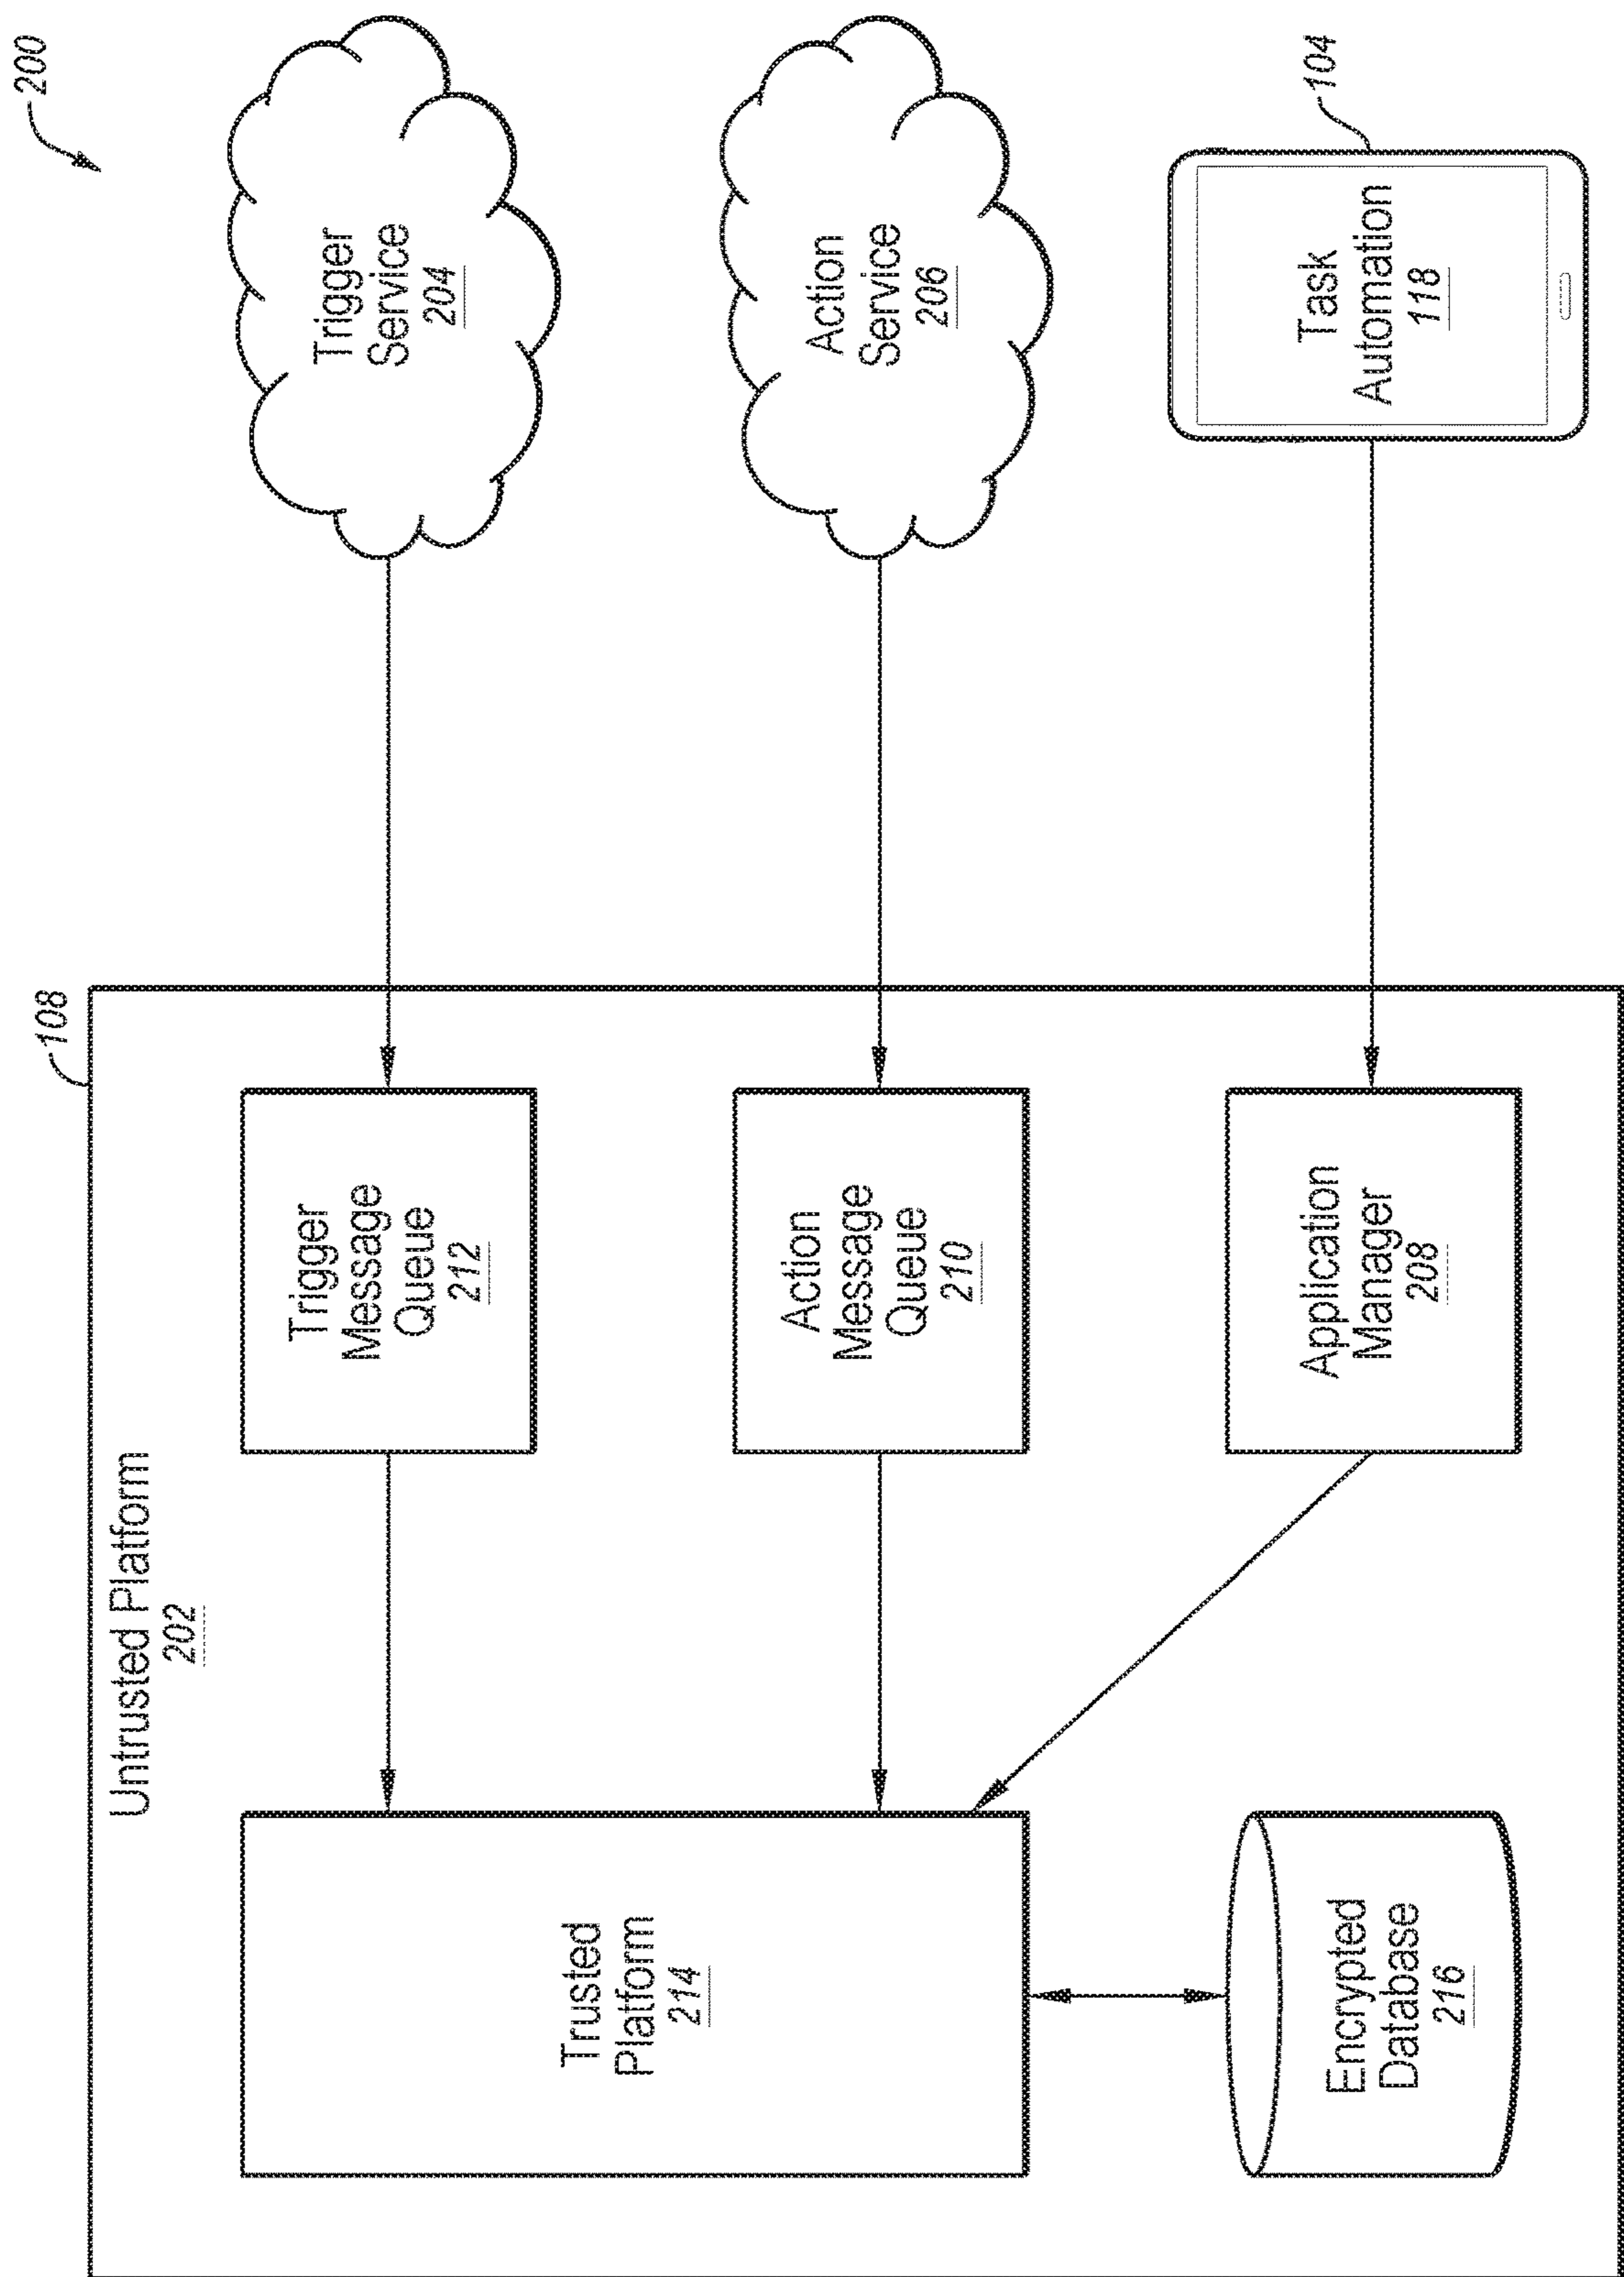 200
108
Untrusted Platform
202
Trusted
Platform
214
Trigger
Message
Queue
212
Trigger
Service
204
Action
Message
Queue
210
Action
Service
206
Encrypted
Database
216
Application
Manager
208
Task
Automation
118
104